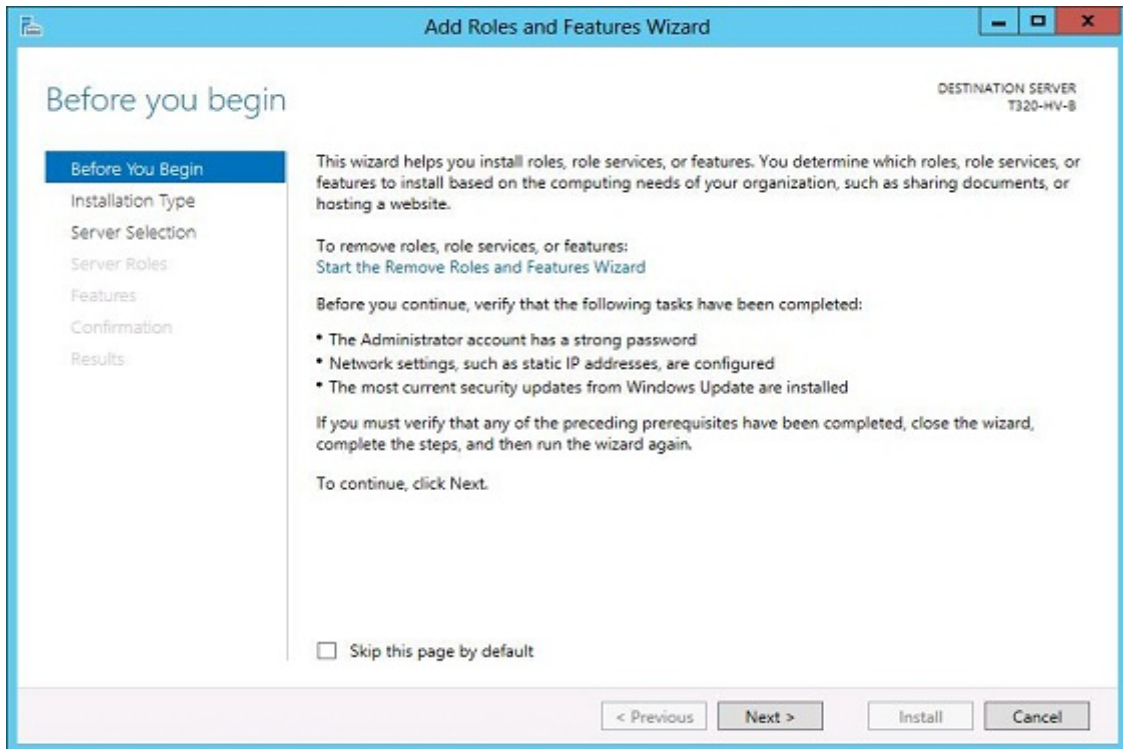 Add Roles and Features Wizard
Before you begin
DESTINATION SERVER
T320-HV-B
Before You Begin
Installation Type
Server Selection
Server Roles
Features
Confirmation
Results
This wizard helps you install roles, role services, or features. You determine which roles, role services, or
features to install based on the computing needs of your organization, such as sharing documents, or
hosting a website.
To remove roles, role services, or features:
Start the Remove Roles and Features Wizard
Before you continue, verify that the following tasks have been completed:
• The Administrator account has a strong password
• Network settings, such as static IP addresses, are configured
• The most current security updates from Windows Update are installed
If you must verify that any of the preceding prerequisites have been completed, close the wizard,
complete the steps, and then run the wizard again.
To continue, click Next.
Skip this page by default
< Previous
Next >
Install
Cancel